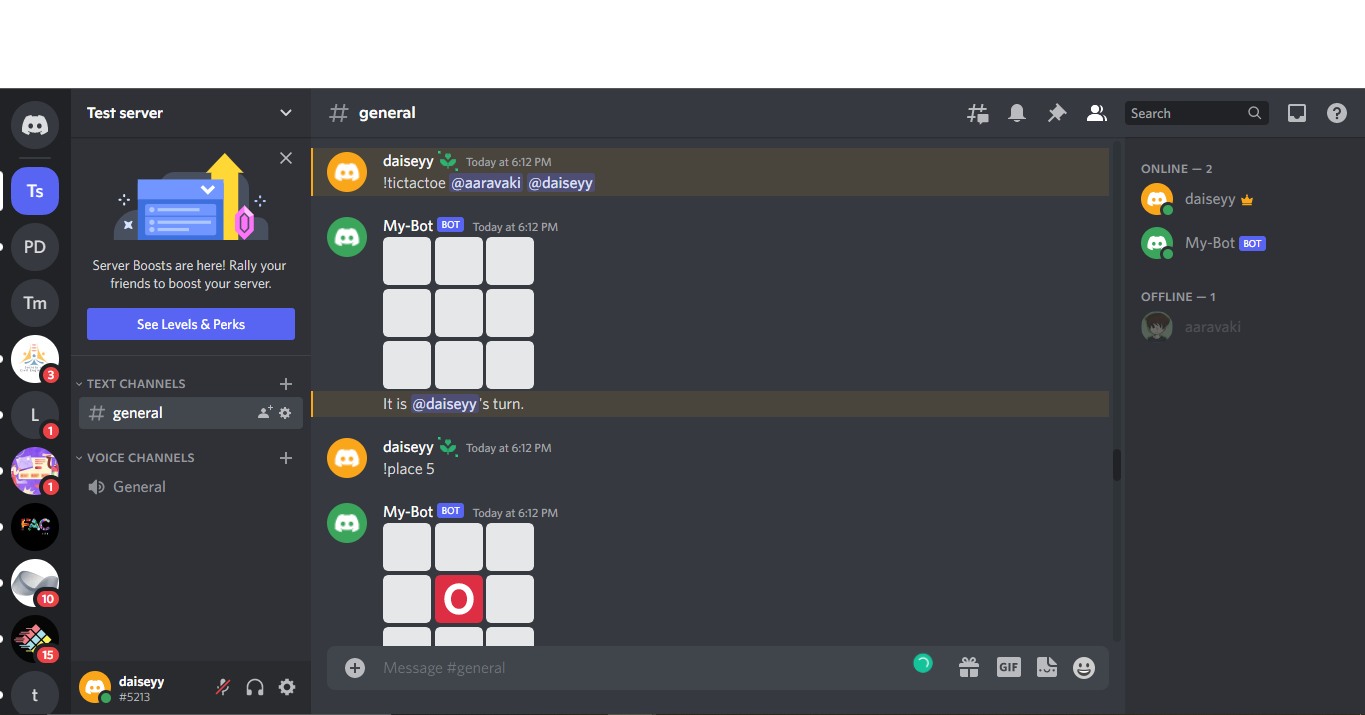 Ts
PD
Tm
3
L
1
1
FAC
10
15
t
Test server
Server Boosts are here! Rally your
friends to boost your server.
See Levels & Perks
TEXT CHANNELS
general
VOICE CHANNELS
General
daiseyy
#5213
# general
Search
daiseyy Today at 6:12 PM
!tictactoe @aaravaki @daiseyy
My-Bot BOT Today at 6:12 PM
It is @daiseyy's turn.
daiseyy Today at 6:12 PM
!place 5
My-Bot BOT Today at 6:12 PM
O
Message #general
GIF
ONLINE — 2
daiseyy
My-Bot BOT
OFFLINE — 1
aaravaki